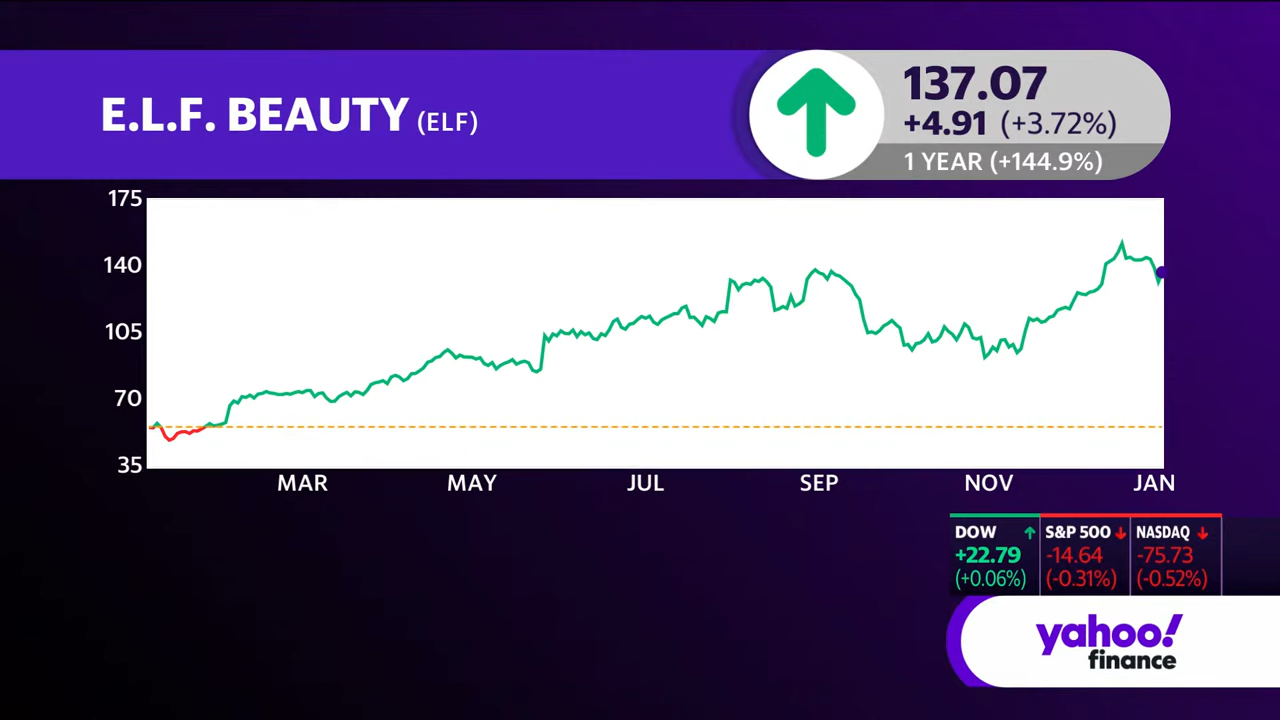 E.L.F. BEAUTY (ELF)
137.07
+4.91 (+3.72%)
1 YEAR (+144.9%)
175
140
105
70
35
MAR MAY JUL SEP NOV JAN
DOW S&P 500 NASDAQ
+22.79 -14.64 -75.73
(+0.06%) (-0.31%) (-0.52%)
yahoo!
finance